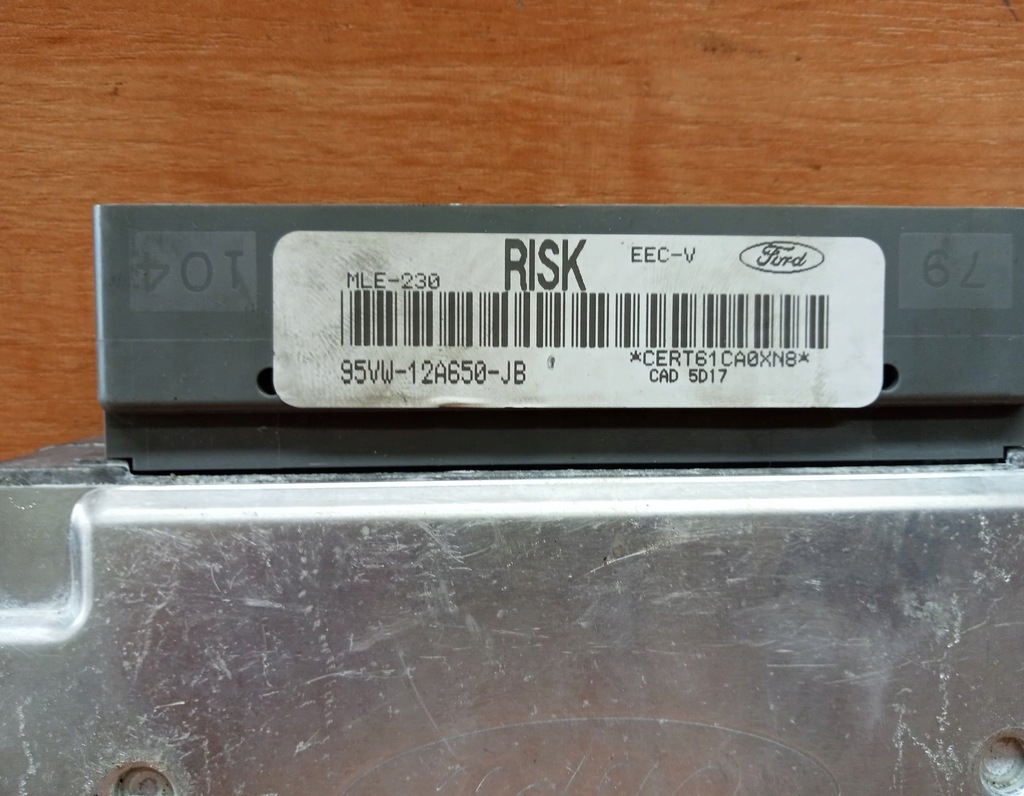 RISK EEC-V Ford
MLE-230
95VW-12A650-JB *CERT61CA0XN8*
CAD 5D17
104
79